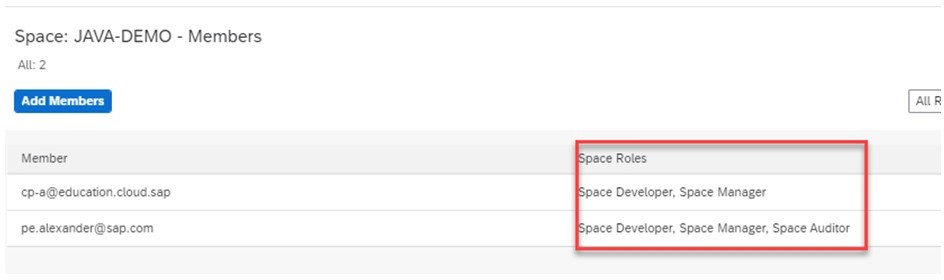 Space: JAVA-DEMO - Members
All: 2
Add Members
All R
Member Space Roles
cp-a@education.cloud.sap Space Developer, Space Manager
pe.alexander@sap.com Space Developer, Space Manager, Space Auditor